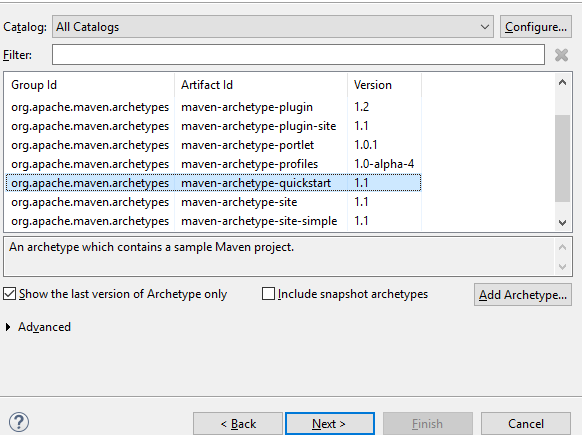 Catalog: All Catalogs Configure...
Filter:
Group Id Artifact Id Version
org.apache.maven.archetypes maven-archetype-plugin 1.2
org.apache.maven.archetypes maven-archetype-plugin-site 1.1
org.apache.maven.archetypes maven-archetype-portlet 1.0.1
org.apache.maven.archetypes maven-archetype-profiles 1.0-alpha-4
org.apache.maven.archetypes maven-archetype-quickstart 1.1
org.apache.maven.archetypes maven-archetype-site 1.1
org.apache.maven.archetypes maven-archetype-site-simple 1.1
An archetype which contains a sample Maven project.
Show the last version of Archetype only Include snapshot archetypes Add Archetype...
Advanced
? < Back Next > Finish Cancel